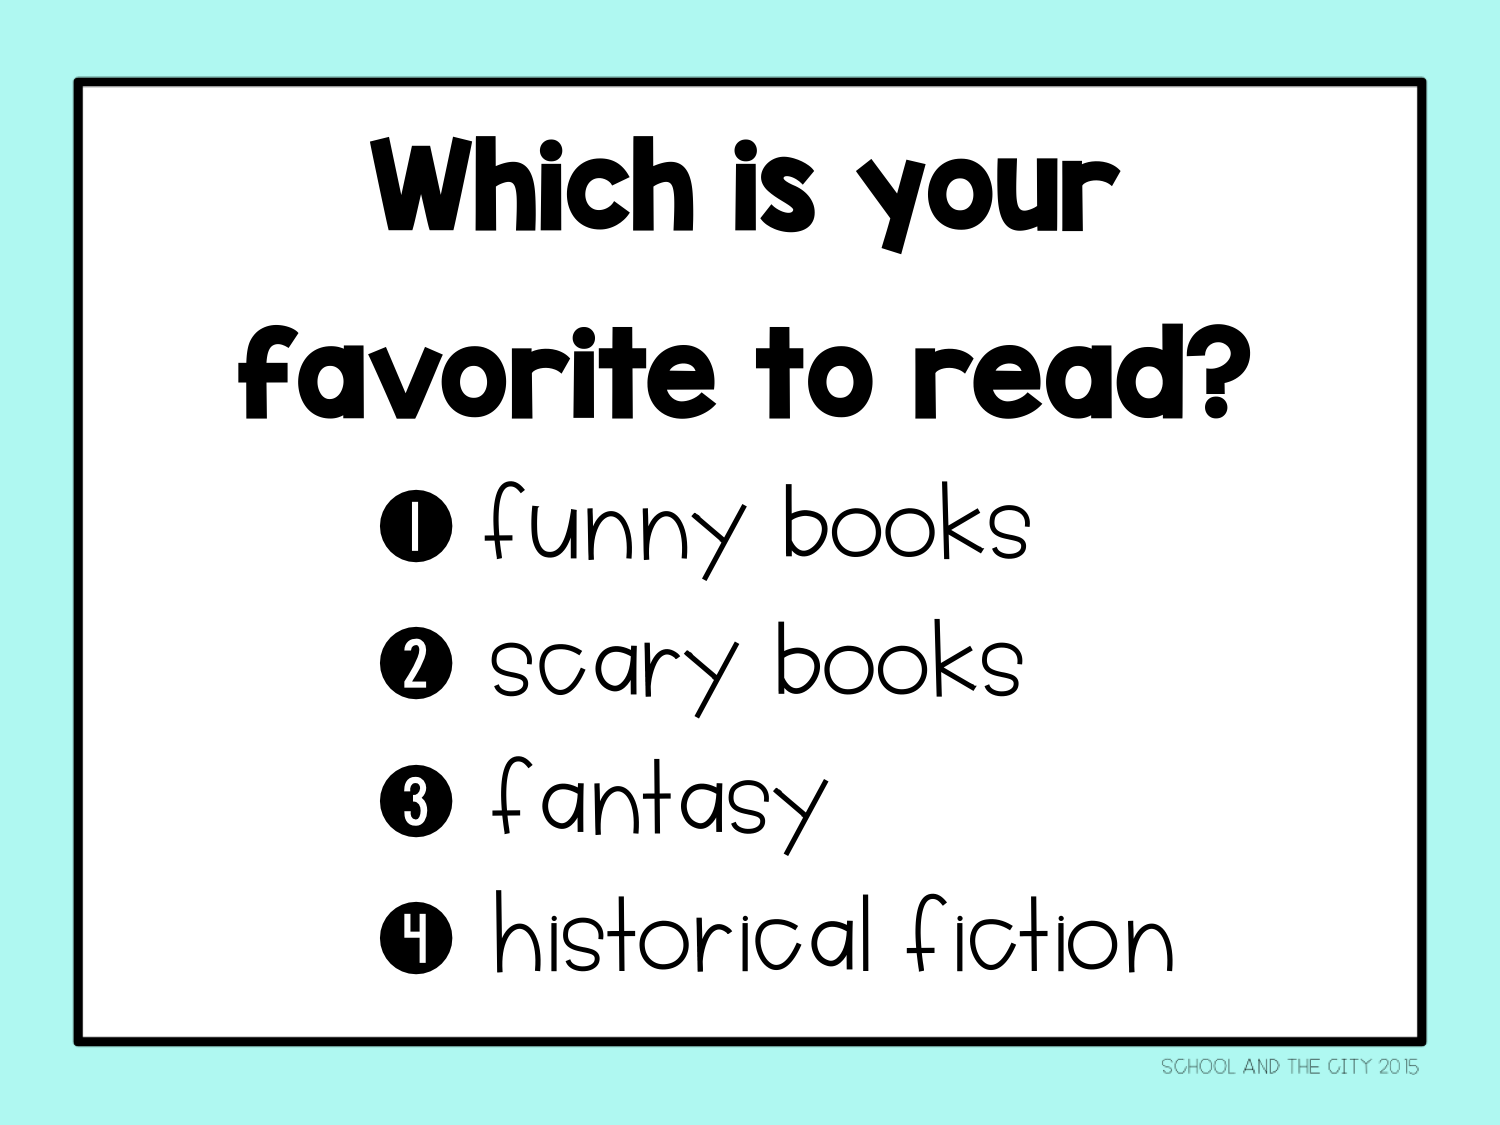 Which is your
favorite to read?
1 funny books
2 scary books
3 fantasy
4 historical fiction
SCHOOL AND THE CITY 2015